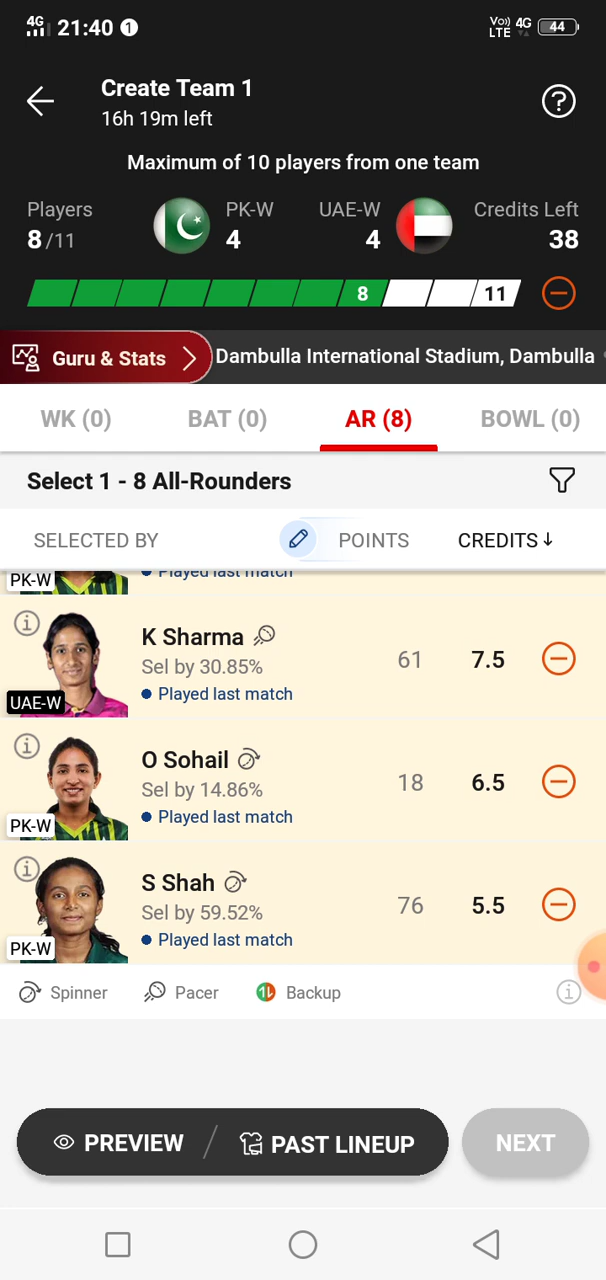 4G 21:40 1 Vo)) 4G LTE 44
Create Team 1
16h 19m left
?
Maximum of 10 players from one team
Players PK-W UAE-W Credits Left
8/11 4 4 38
8 11
Guru & Stats Dambulla International Stadium, Dambulla
WK (0) BAT (0) AR (8) BOWL (0)
Select 1 - 8 All-Rounders
SELECTED BY POINTS CREDITS↓
PK-W Played last match
i K Sharma
Sel by 30.85% 61 7.5
UAE-W Played last match
i O Sohail
Sel by 14.86% 18 6.5
PK-W Played last match
i S Shah
Sel by 59.52% 76 5.5
PK-W Played last match
Spinner Pacer Backup i
PREVIEW / PAST LINEUP NEXT